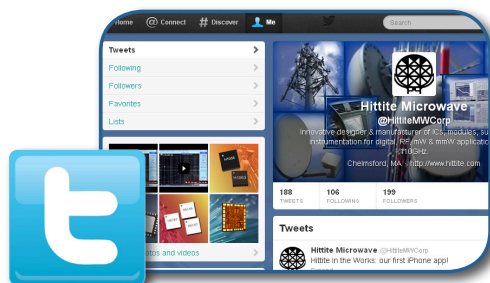 Home @ Connect # Discover Me Search
Tweets
Following
Followers
Favorites
Lists
Hittite Microwave
@HittiteMWCorp
Innovative designer & manufacturer of ICs, modules, su
instrumentation for digital, RF, mW & mmW applicatio
110GHz.
Chelmsford, MA http://www.hittite.com
188 106 199
TWEETS FOLLOWING FOLLOWERS
otos and videos
Tweets
Hittite Microwave @HittiteMWCorp
Hittite in the Works: our first iPhone app!